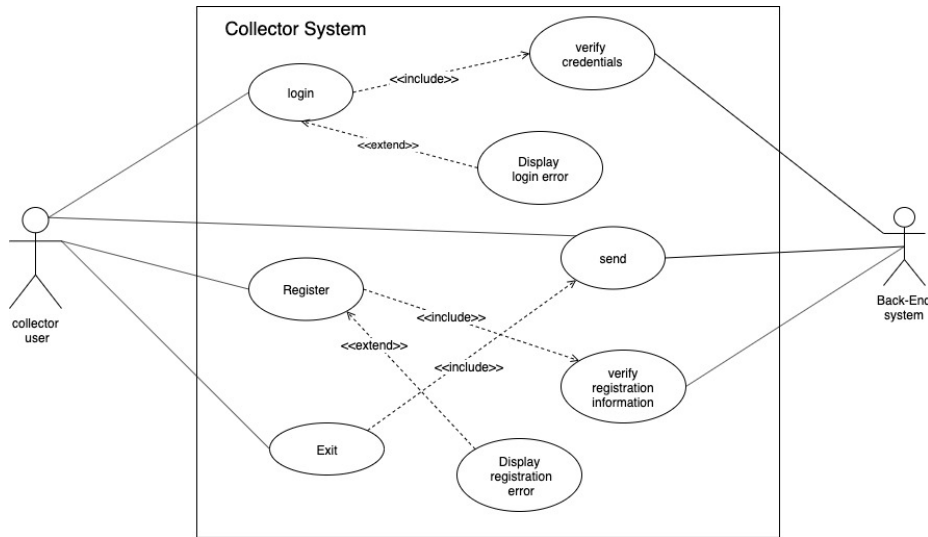 Collector System
verify
credentials
<<include>>
login
<<extend>>
Display
login error
send
Register
<<include>>
collector
user
Back-End
system
<<extend>>
<<include>>
verify
registration
information
Exit
Display
registration
error